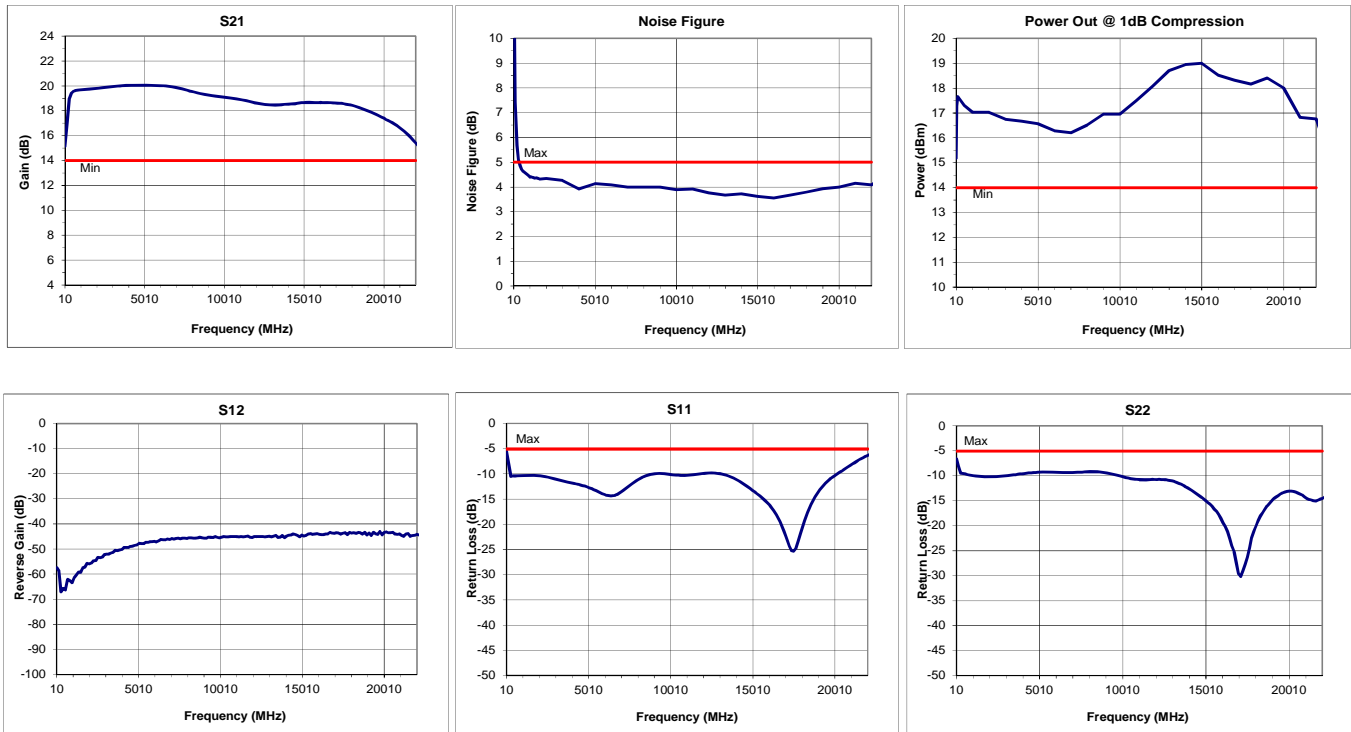 S21
24
22
20
18
16
14
12
10
8
6
4
Gain (dB)
Min
10 5010 10010 15010 20010
Frequency (MHz)
Noise Figure
10
9
8
7
6
5
4
3
2
1
0
Noise Figure (dB)
Max
10 5010 10010 15010 20010
Frequency (MHz)
Power Out @ 1dB Compression
20
19
18
17
16
15
14
13
12
11
10
Power (dBm)
Min
10 5010 10010 15010 20010
Frequency (MHz)
S12
0
-10
-20
-30
-40
-50
-60
-70
-80
-90
-100
Reverse Gain (dB)
10 5010 10010 15010 20010
Frequency (MHz)
S11
0
-5
-10
-15
-20
-25
-30
-35
-40
-45
-50
Return Loss (dB)
Max
10 5010 10010 15010 20010
Frequency (MHz)
S22
0
-5
-10
-15
-20
-25
-30
-35
-40
-45
-50
Return Loss (dB)
Max
10 5010 10010 15010 20010
Frequency (MHz)